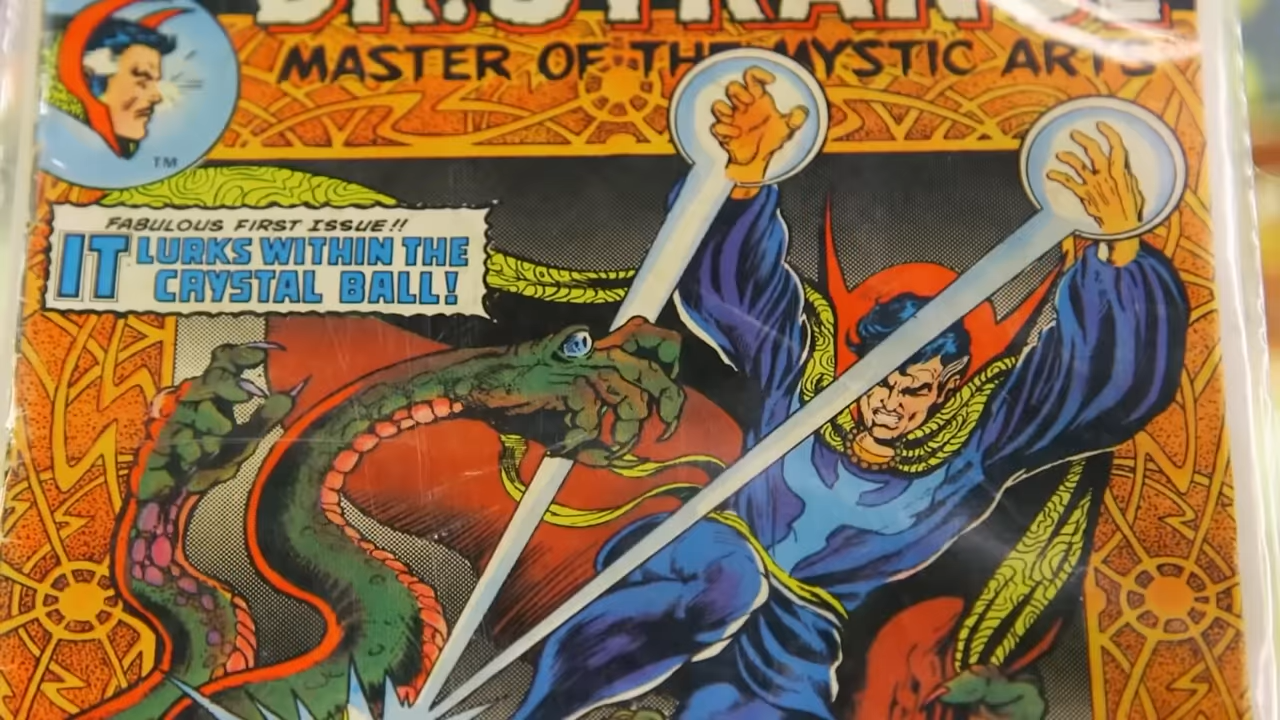 DR. STRANGE
MASTER OF THE MYSTIC ARTS
TM
FABULOUS FIRST ISSUE!!
IT LURKS WITHIN THE
CRYSTAL BALL!